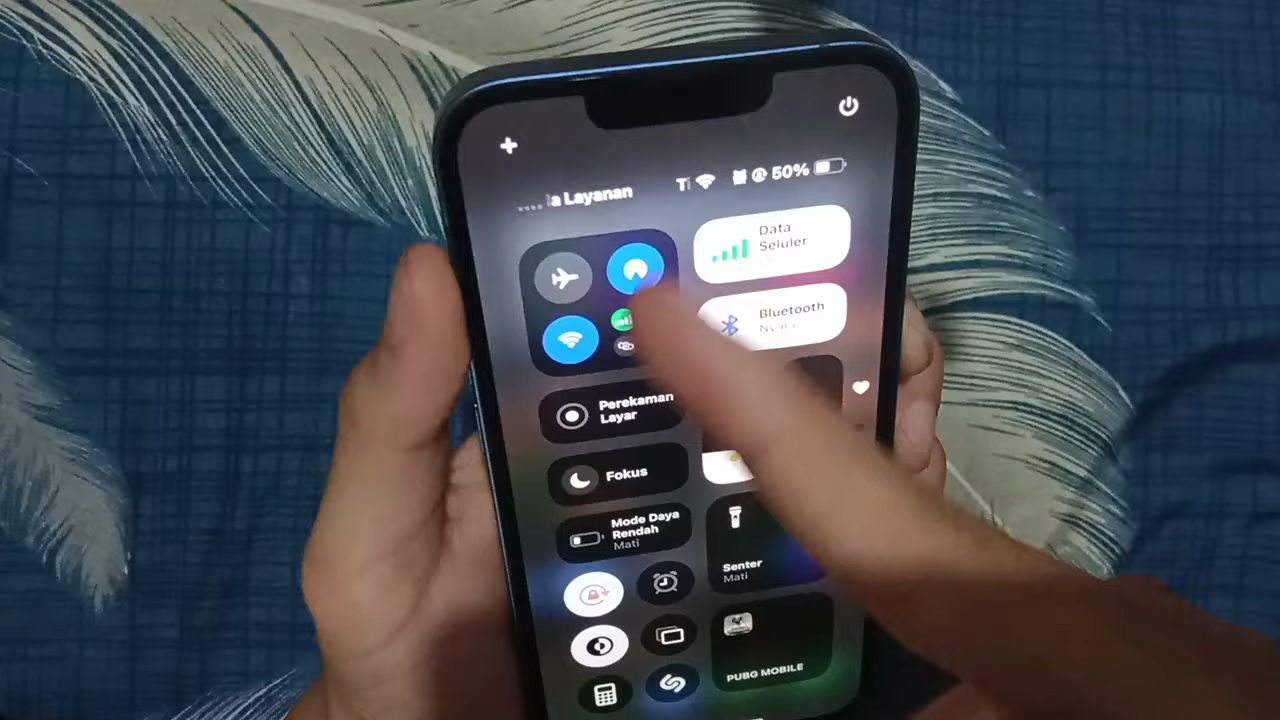 a Layanan
50%
Data
Seluler
Bluetooth
Perekaman
Layar
Fokus
Mode Daya
Rendah
Mati
Senter
Mati
PUBG MOBILE